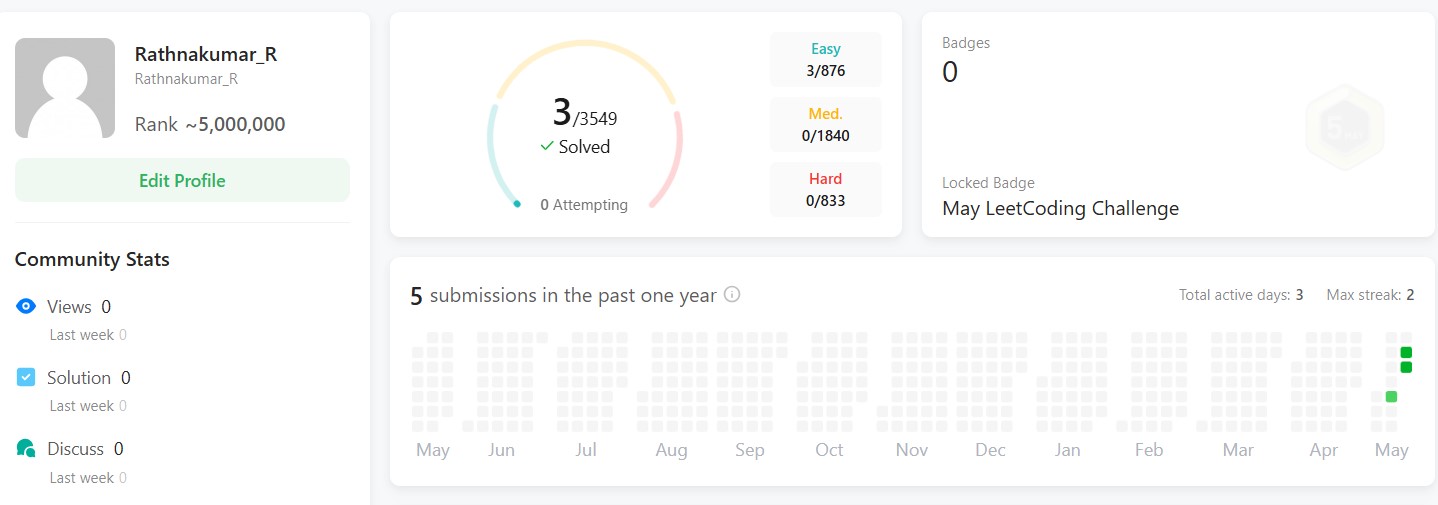 Rathnakumar_R
Rathnakumar_R
Rank ~5,000,000
Edit Profile
Community Stats
Views 0
Last week 0
Solution 0
Last week 0
Discuss 0
Last week 0
3/3549
Solved
0 Attempting
Easy
3/876
Med.
0/1840
Hard
0/833
Badges
0
Locked Badge
May LeetCoding Challenge
5 submissions in the past one year
Total active days: 3 Max streak: 2
May Jun Jul Aug Sep Oct Nov Dec Jan Feb Mar Apr May